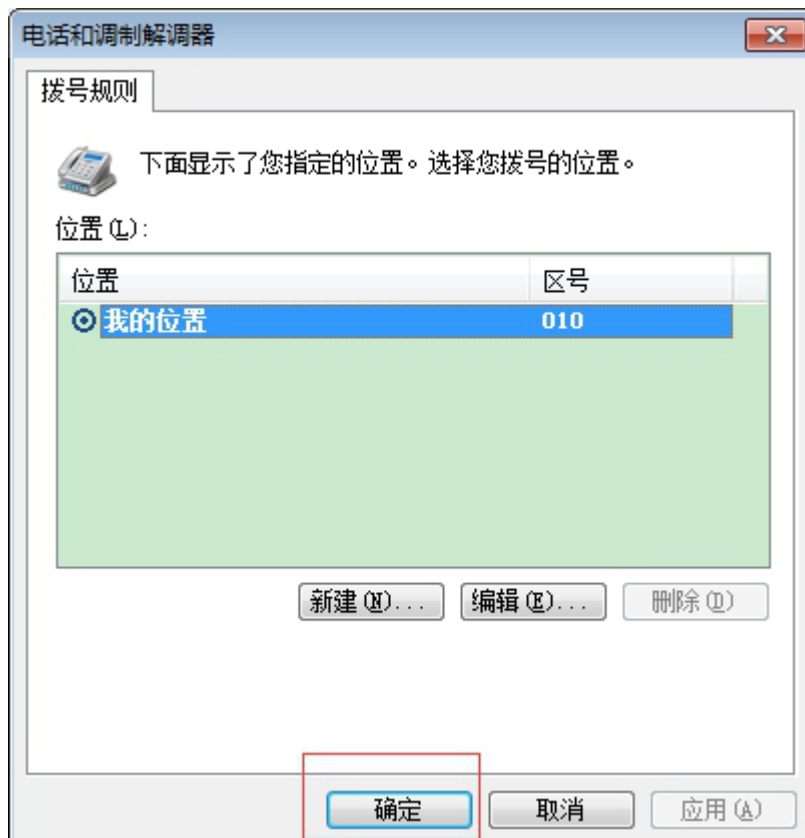 电话和调制解调器
拨号规则
下面显示了您指定的位置。选择您拨号的位置。
位置(L):
位置 区号
我的位置 010
新建(N)... 编辑(E)... 删除(D)
确定 取消 应用(A)